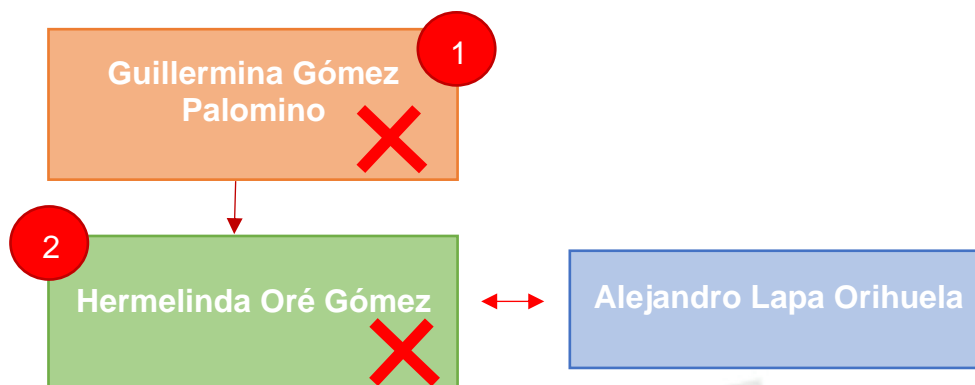 1
Guillermina Gómez
Palomino
2
Hermelinda Oré Gómez
Alejandro Lapa Orihuela